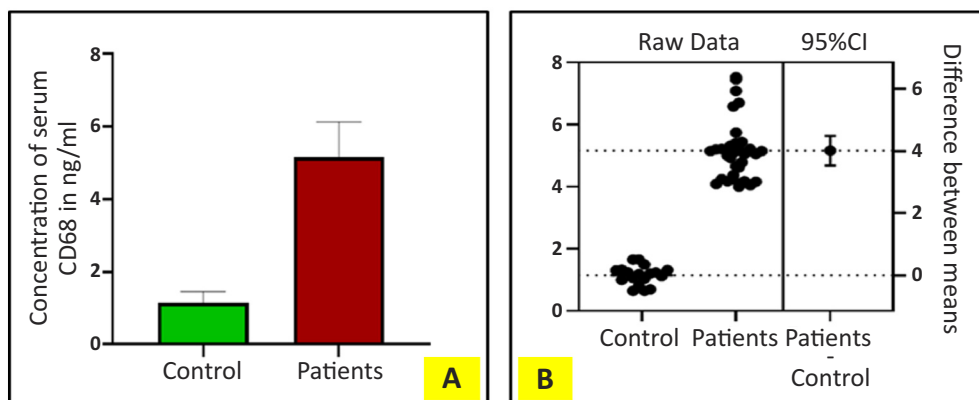 Concentration of serum
CD68 in ng/ml
8
6
4
2
0
Control
Patients
A
Raw Data
95%CI
8
6
4
2
0
6
4
2
0
Difference between means
Control
Patients
Patients
-
Control
B